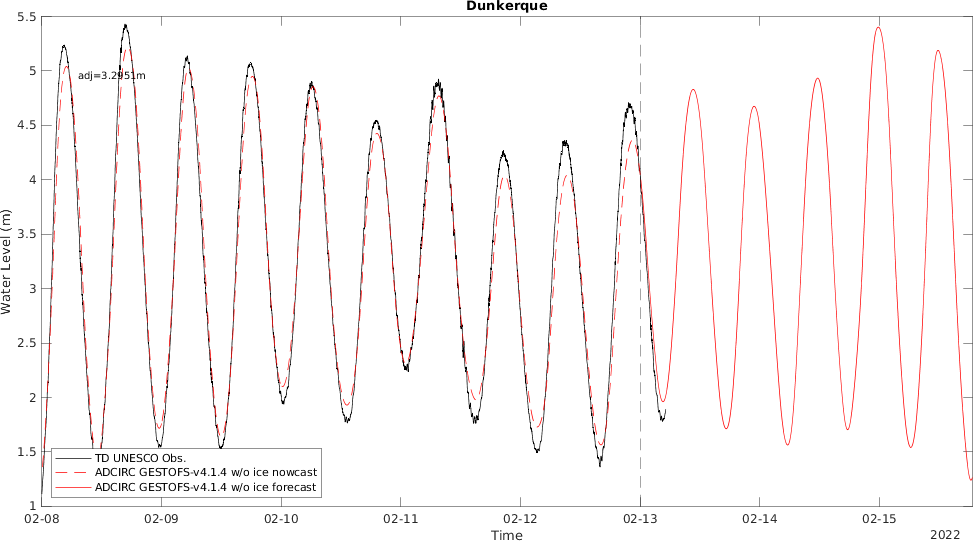 Dunkerque
5.5
5
4.5
4
3.5
3
2.5
2
1.5
1
Water Level (m)
adj=3.2951m
TD UNESCO Obs.
ADCIRC GESTOFS-v4.1.4 w/o ice nowcast
ADCIRC GESTOFS-v4.1.4 w/o ice forecast
02-08 02-09 02-10 02-11 02-12 02-13 02-14 02-15
Time
2022